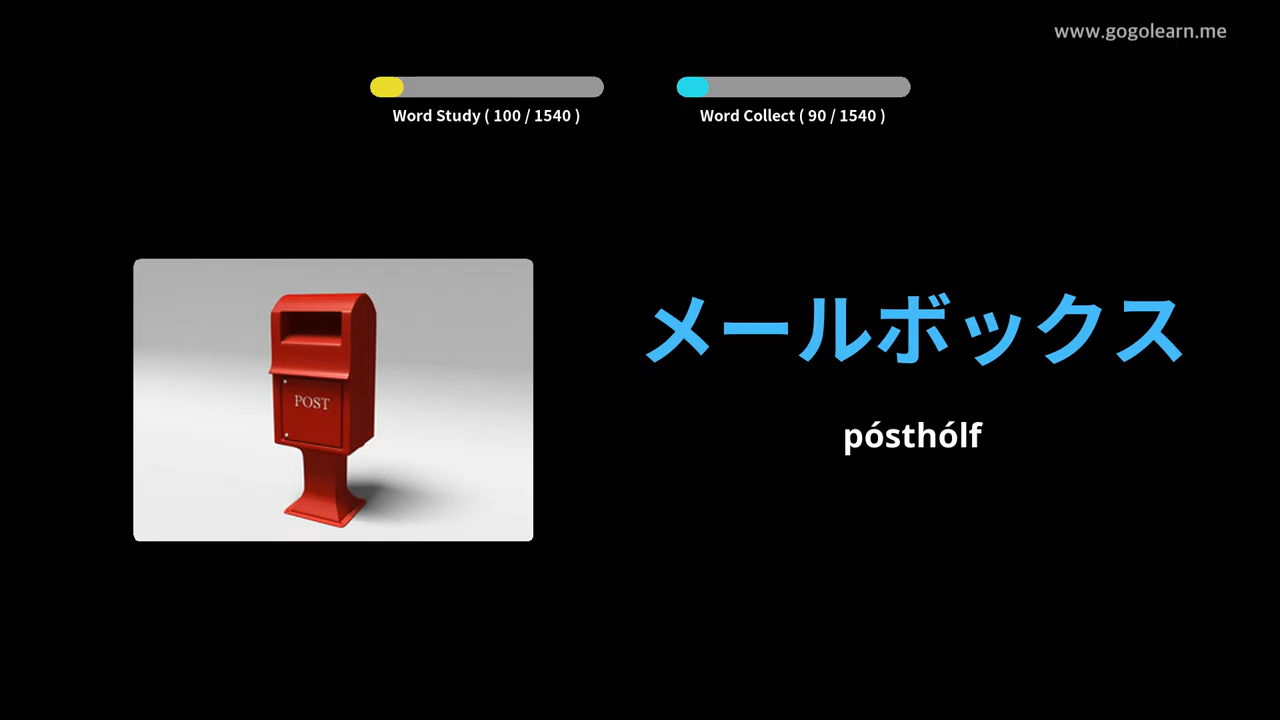 www.gogolearn.me
Word Study ( 100 / 1540 )
Word Collect ( 90 / 1540 )
メールボックス
pósthólf
POST